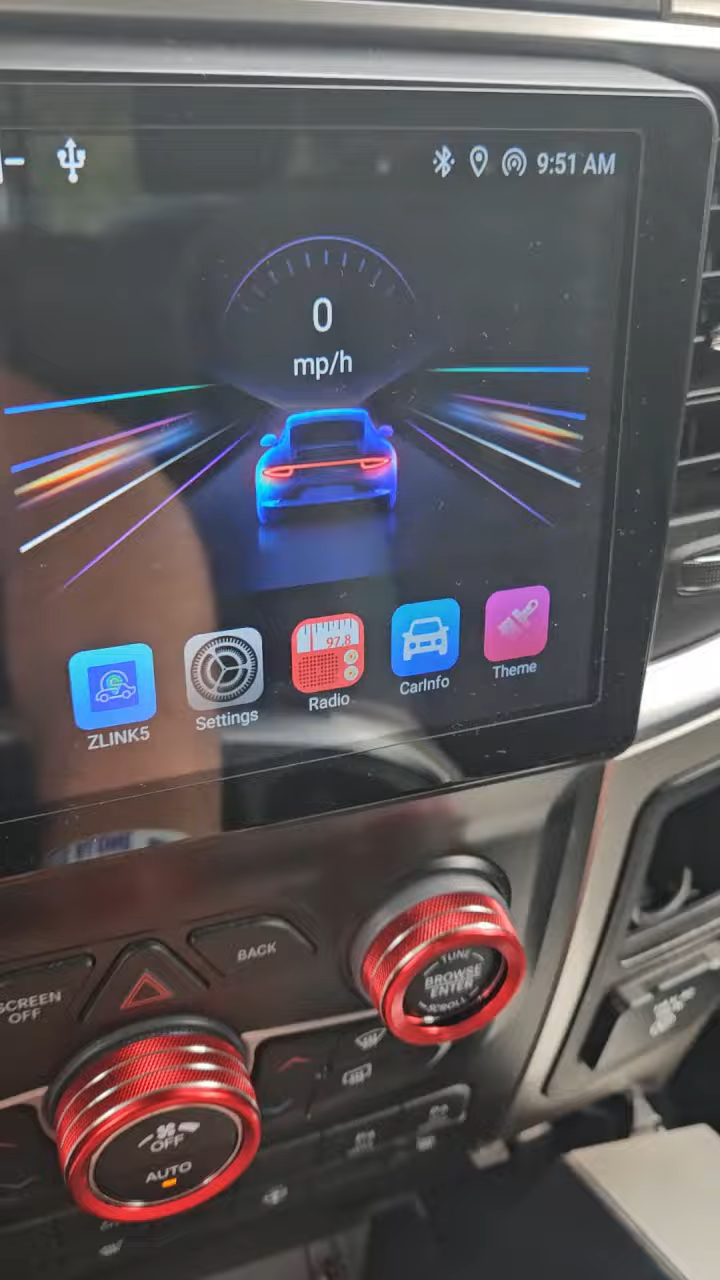 9:51 AM
0
mp/h
97.8
ZLINK5
Settings
Radio
CarInfo
Theme
BACK
SCREEN
OFF
TUNE
BROWSE
ENTER
SCROLL
OFF
AUTO